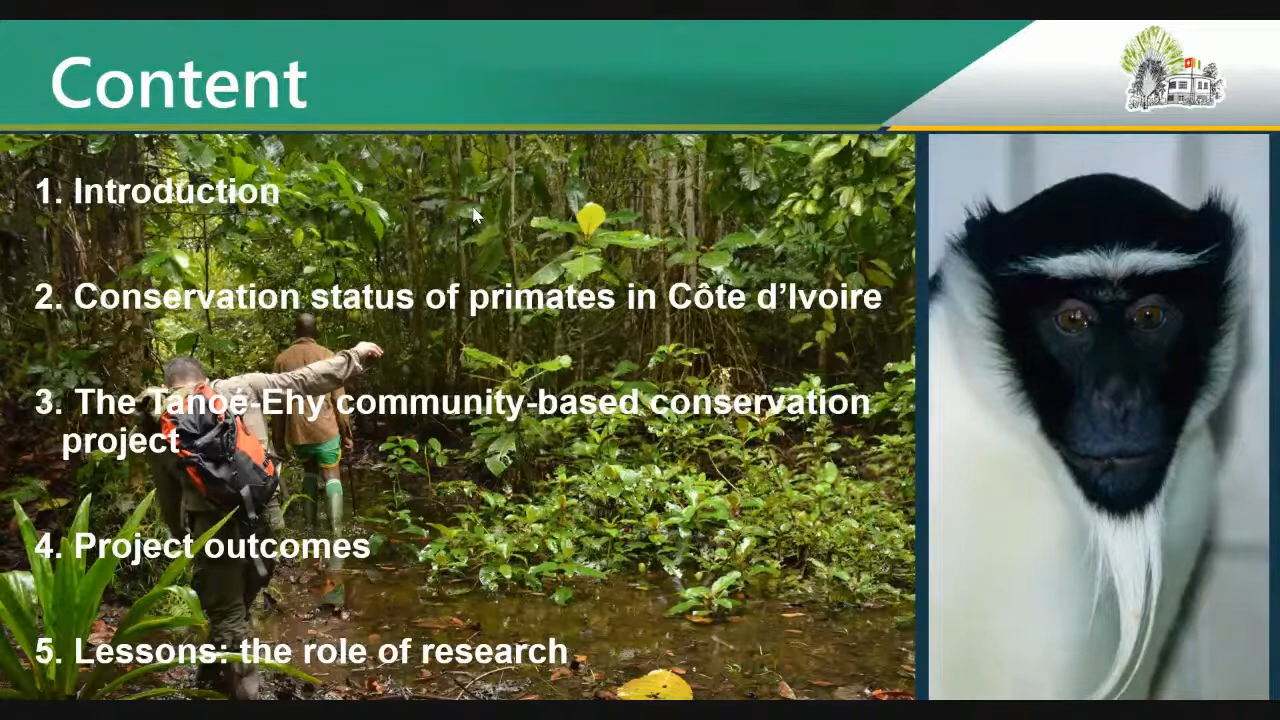 Content
1. Introduction
2. Conservation status of primates in Côte d’Ivoire
3. The Tanoé-Ehy community-based conservation
project
4. Project outcomes
5. Lessons: the role of research